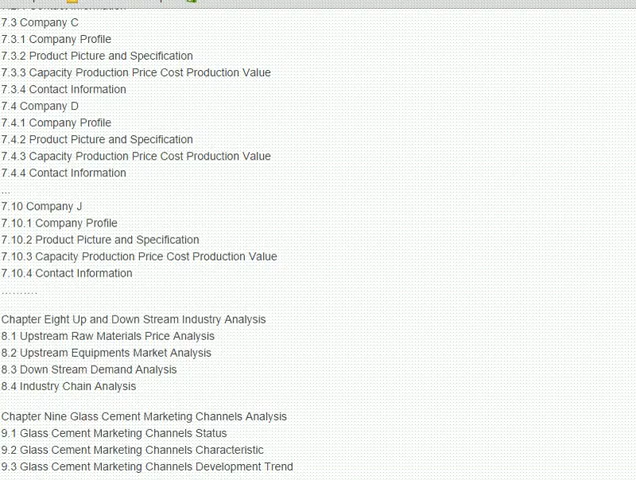 7.3 Company C
7.3.1 Company Profile
7.3.2 Product Picture and Specification
7.3.3 Capacity Production Price Cost Production Value
7.3.4 Contact Information
7.4 Company D
7.4.1 Company Profile
7.4.2 Product Picture and Specification
7.4.3 Capacity Production Price Cost Production Value
7.4.4 Contact Information
...
7.10 Company J
7.10.1 Company Profile
7.10.2 Product Picture and Specification
7.10.3 Capacity Production Price Cost Production Value
7.10.4 Contact Information
..........
Chapter Eight Up and Down Stream Industry Analysis
8.1 Upstream Raw Materials Price Analysis
8.2 Upstream Equipments Market Analysis
8.3 Down Stream Demand Analysis
8.4 Industry Chain Analysis
Chapter Nine Glass Cement Marketing Channels Analysis
9.1 Glass Cement Marketing Channels Status
9.2 Glass Cement Marketing Channels Characteristic
9.3 Glass Cement Marketing Channels Development Trend